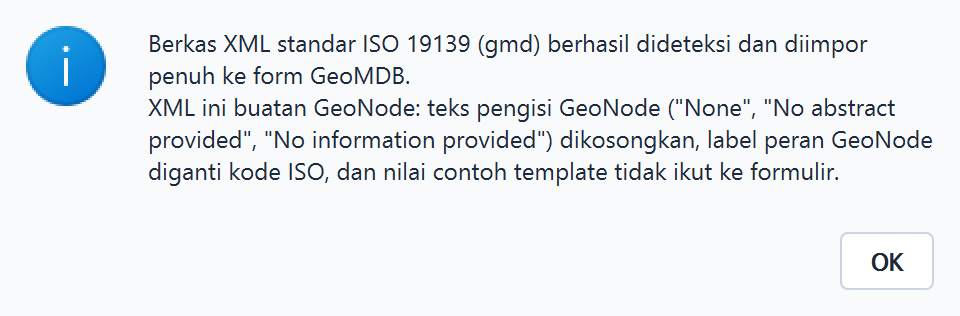 Berkas XML standar ISO 19139 (gmd) berhasil dideteksi dan diimpor
penuh ke form GeoMDB.
XML ini buatan GeoNode: teks pengisi GeoNode ("None", "No abstract
provided", "No information provided") dikosongkan, label peran GeoNode
diganti kode ISO, dan nilai contoh template tidak ikut ke formulir.
OK